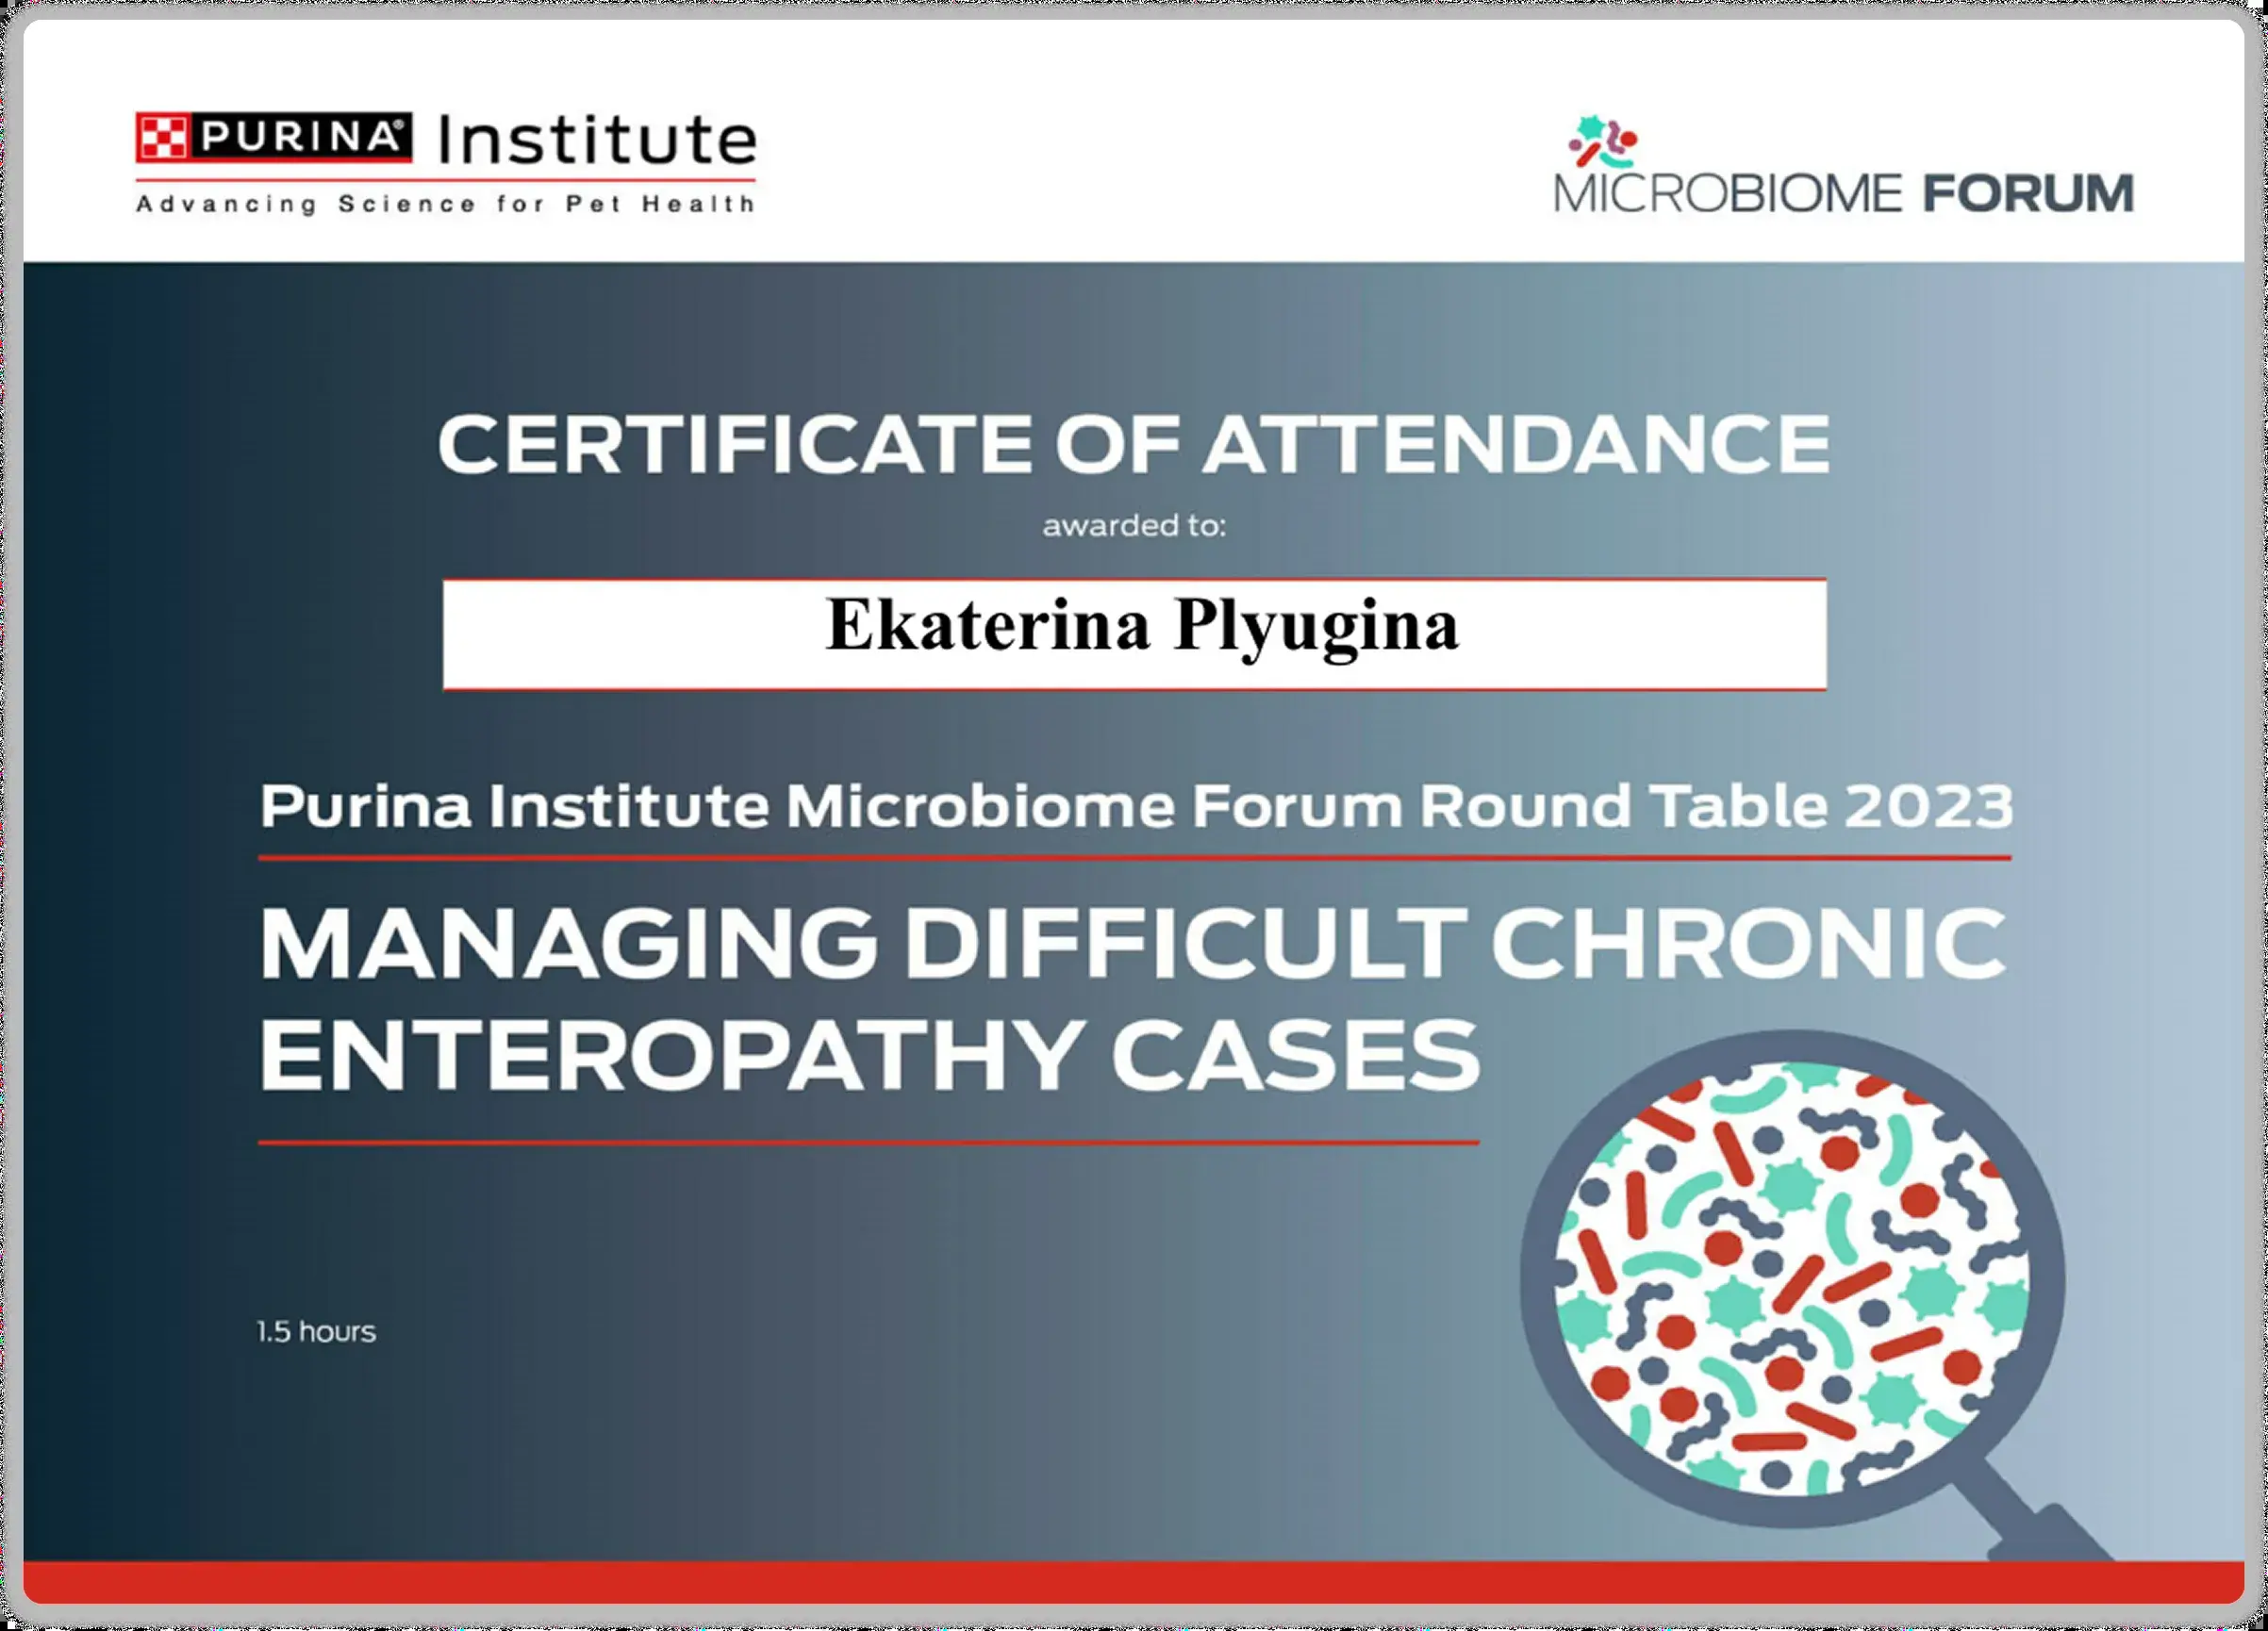 PURINA® Institute
Advancing Science for Pet Health
MICROBIOME FORUM
CERTIFICATE OF ATTENDANCE
awarded to:
Ekaterina Plyugina
Purina Institute Microbiome Forum Round Table 2023
MANAGING DIFFICULT CHRONIC
ENTEROPATHY CASES
1.5 hours